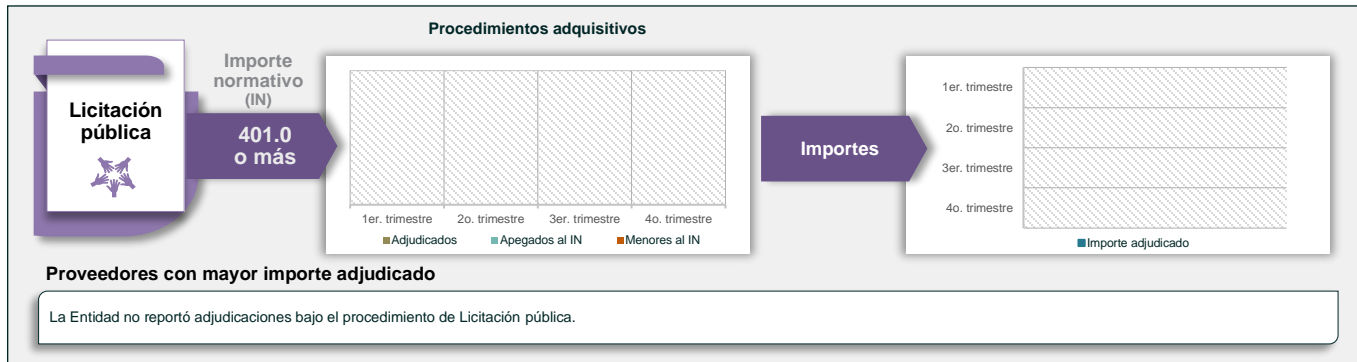 Procedimientos adquisitivos
Licitación
pública
Importe
normativo
(IN)
401.0
o más
1er. trimestre 2o. trimestre 3er. trimestre 4o. trimestre
Adjudicados Apegados al IN Menores al IN
Importes
1er. trimestre
2o. trimestre
3er. trimestre
4o. trimestre
Importe adjudicado
Proveedores con mayor importe adjudicado
La Entidad no reportó adjudicaciones bajo el procedimiento de Licitación pública.